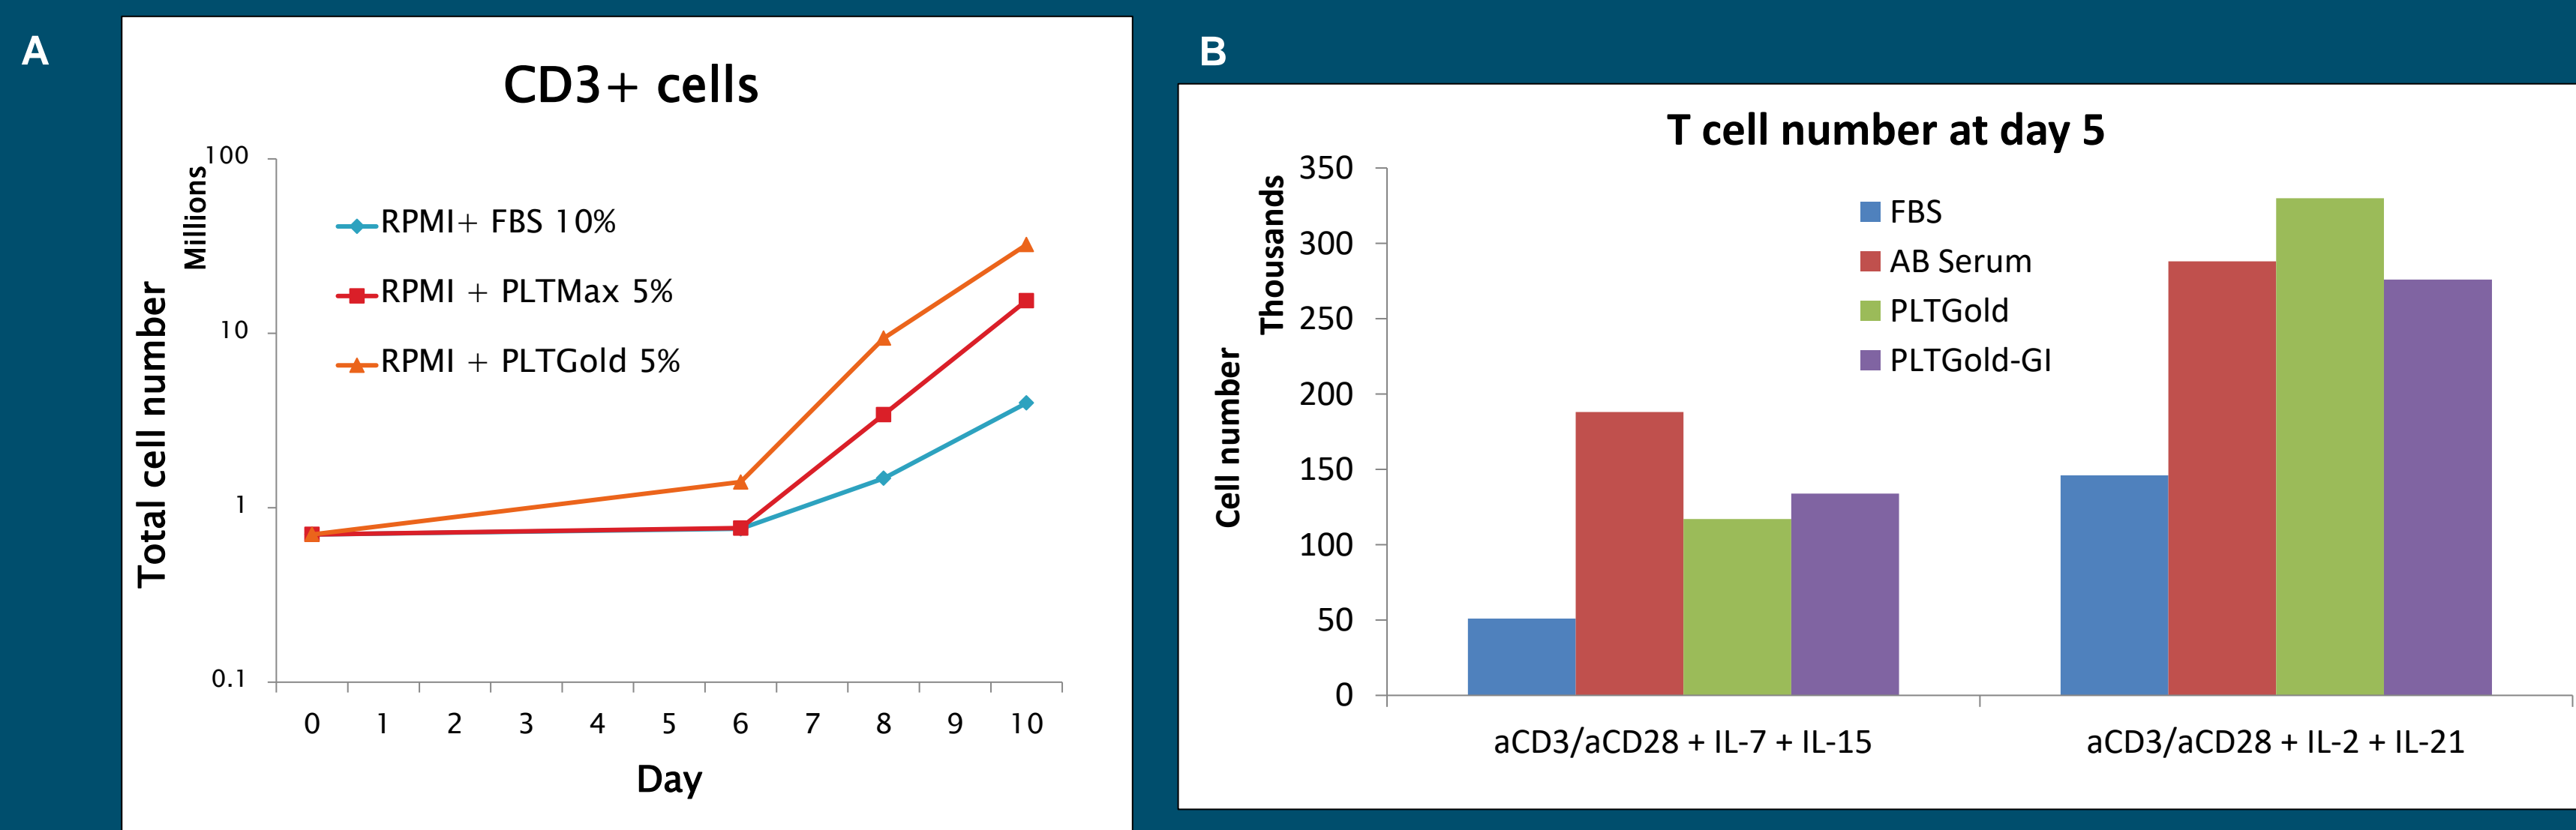 A
CD3+ cells
Millions
Total cell number
100
10
1
0.1
RPMI+ FBS 10%
RPMI + PLTMax 5%
RPMI + PLTGold 5%
0 1 2 3 4 5 6 7 8 9 10
Day
B
T cell number at day 5
Thousands
Cell number
350
300
250
200
150
100
50
0
FBS
AB Serum
PLTGold
PLTGold-GI
aCD3/aCD28 + IL-7 + IL-15
aCD3/aCD28 + IL-2 + IL-21